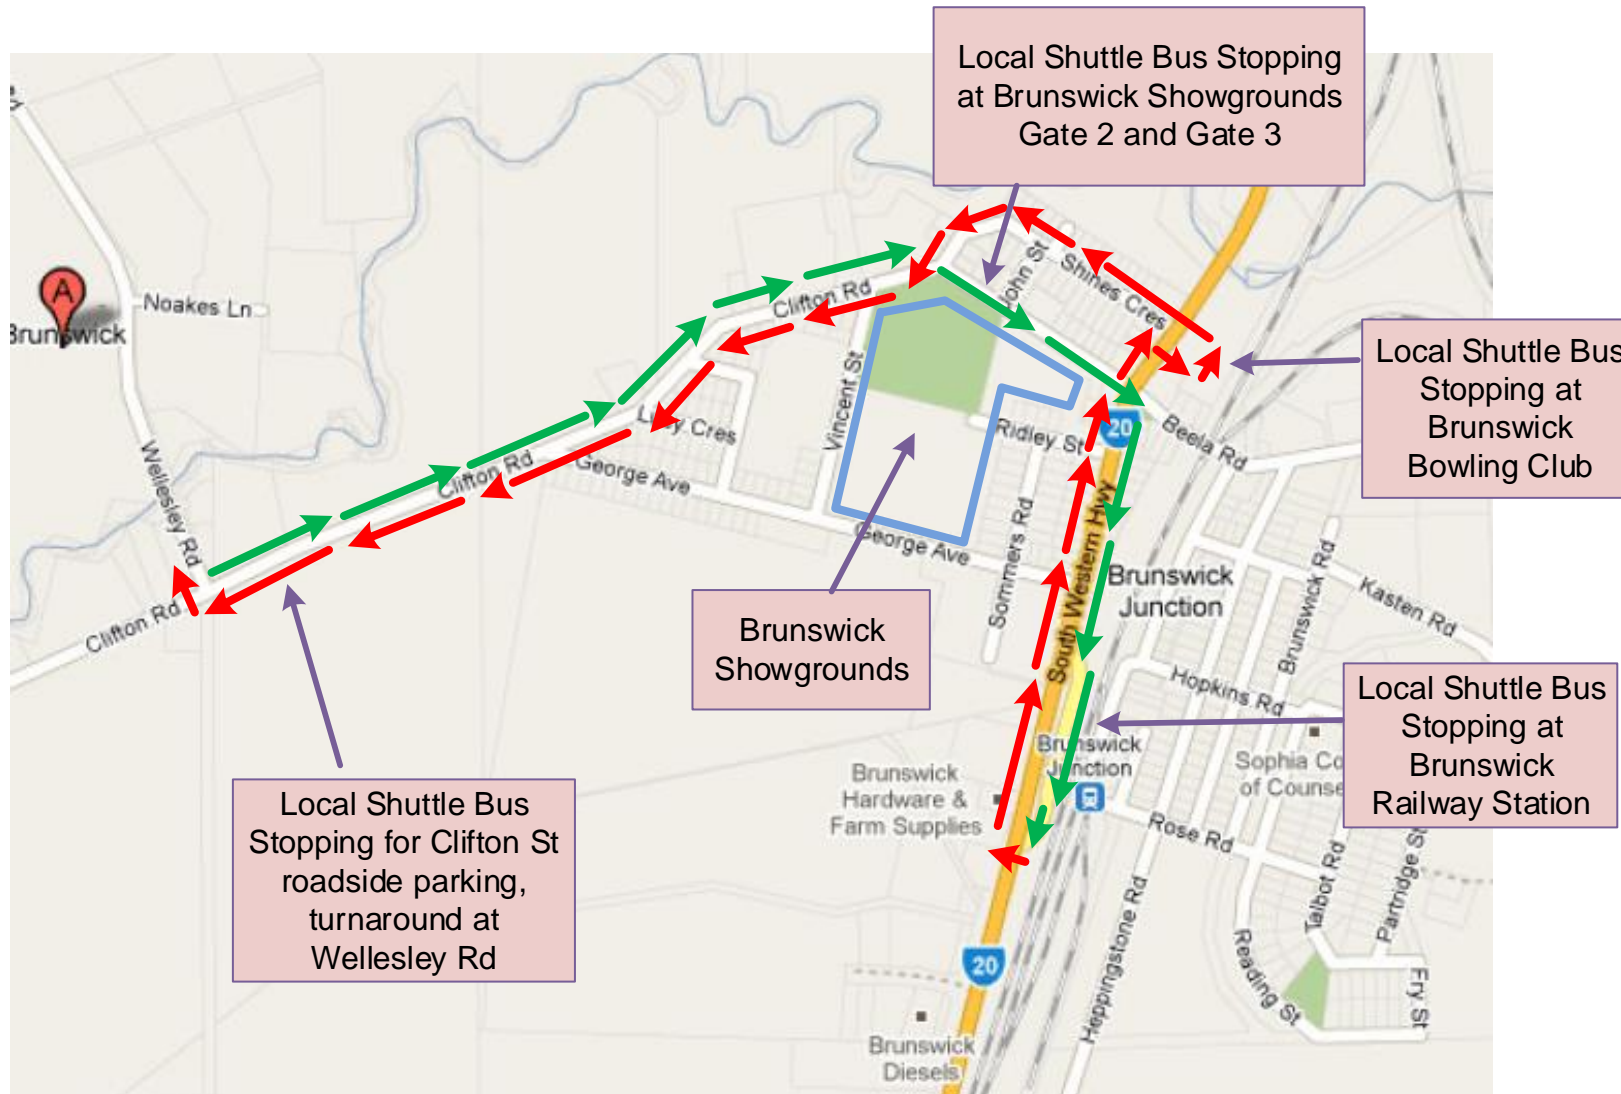 Local Shuttle Bus Stopping
at Brunswick Showgrounds
Gate 2 and Gate 3
A
Brunswick
Noakes Ln
Wellesley Rd
Clifton Rd
Clifton Rd
Clifton Rd
Lucy Cres
George Ave
George Ave
Vincent St
John St
Shines Cres
Ridley St
Sommers Rd
20
South Western Hwy
Beela Rd
Local Shuttle Bus
Stopping at
Brunswick
Bowling Club
Brunswick
Junction
Brunswick Rd
Kasten Rd
Hopkins Rd
Brunswick
Showgrounds
Local Shuttle Bus
Stopping at
Brunswick
Railway Station
Brunswick
Junction
Sophia Co
of Counse
Brunswick
Hardware &
Farm Supplies
Rose Rd
Talbot Rd
Partridge St
Heppingstone Rd
Reading St
Fry St
Local Shuttle Bus
Stopping for Clifton St
roadside parking,
turnaround at
Wellesley Rd
20
Brunswick
Diesels